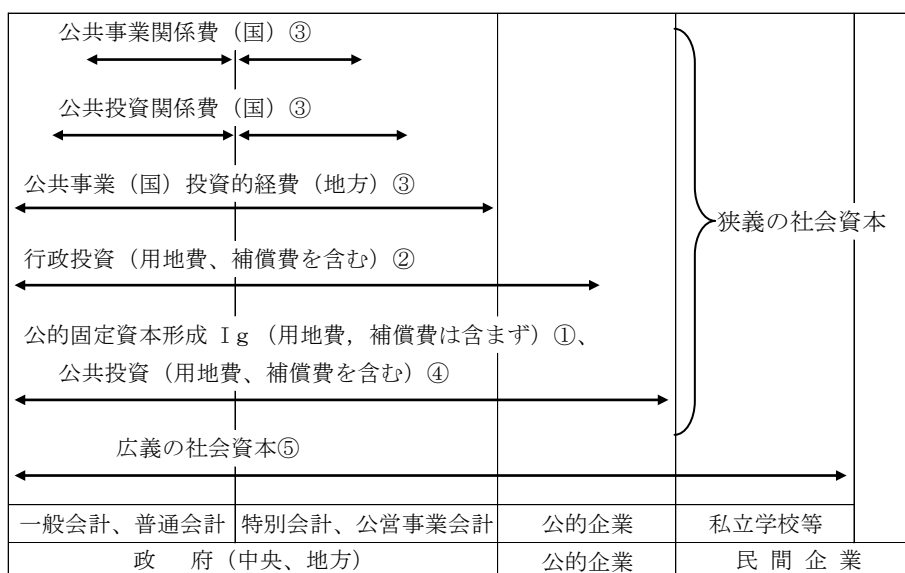 公共事業関係費（国）③
公共投資関係費（国）③
公共事業（国）投資的経費（地方）③
狭義の社会資本
行政投資（用地費、補償費を含む）②
公的固定資本形成 Ｉｇ（用地費，補償費は含まず）①、
公共投資（用地費、補償費を含む）④
広義の社会資本⑤
一般会計、普通会計 特別会計、公営事業会計 公的企業 私立学校等
政　府（中央、地方） 公的企業 民 間 企 業